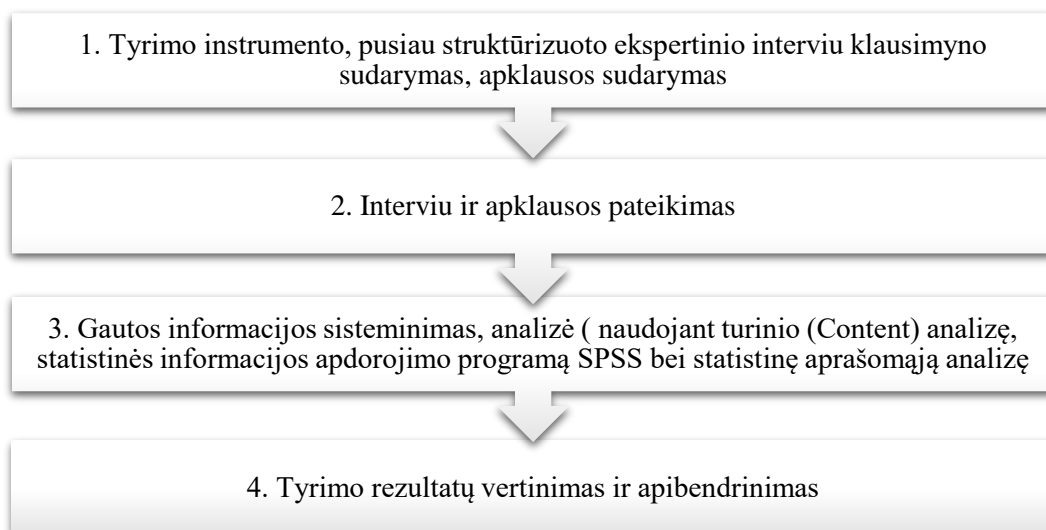 1. Tyrimo instrumento, pusiau struktūrizuoto ekspertinio interviu klausimyno
sudarymas, apklausos sudarymas
2. Interviu ir apklausos pateikimas
3. Gautos informacijos sisteminimas, analizė ( naudojant turinio (Content) analizę,
statistinės informacijos apdorojimo programą SPSS bei statistinę aprašomąją analizę
4. Tyrimo rezultatų vertinimas ir apibendrinimas